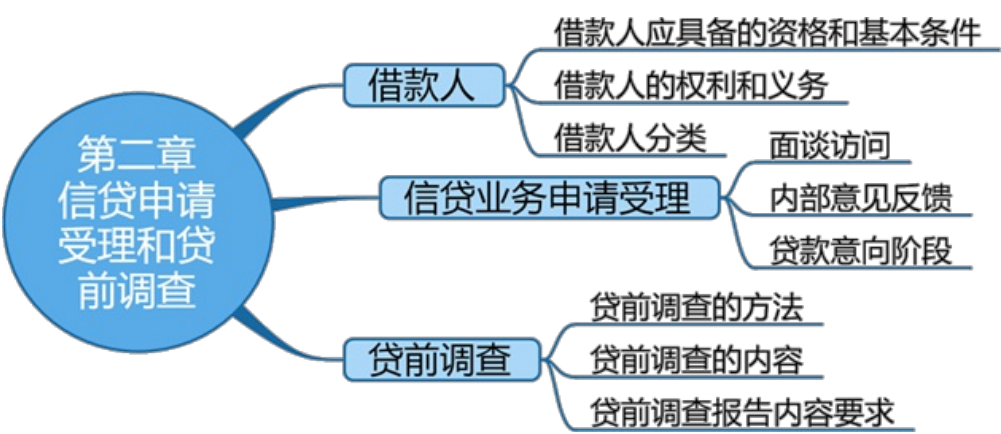 第二章
信贷申请
受理和贷
前调查
借款人
借款人应具备的资格和基本条件
借款人的权利和义务
借款人分类
信贷业务申请受理
面谈访问
内部意见反馈
贷款意向阶段
贷前调查
贷前调查的方法
贷前调查的内容
贷前调查报告内容要求